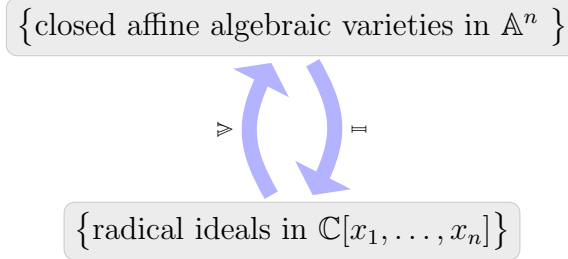 {closed affine algebraic varieties in 𝔸ⁿ }
𝕍 𝕀
{radical ideals in ℂ[x₁, . . . , xₙ]}